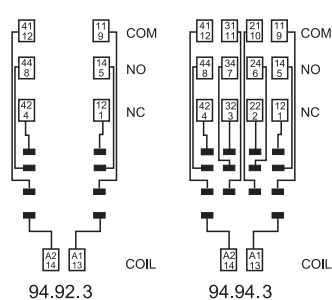 41 11 41 31 21 11
12 9 COM 12 11 10 9 COM
44 14 44 34 24 14
8 5 NO 8 7 6 5 NO
42 12 42 32 22 12
4 1 NC 4 3 2 1 NC
A2 A1 A2 A1
14 13 COIL 14 13 COIL
94.92.3 94.94.3